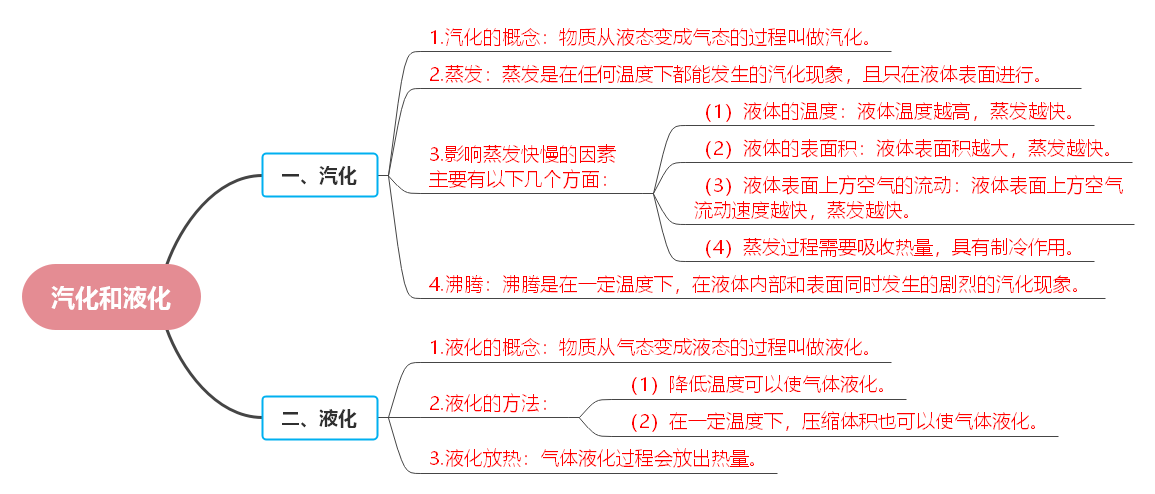 汽化和液化
一、汽化
1.汽化的概念：物质从液态变成气态的过程叫做汽化。
2.蒸发：蒸发是在任何温度下都能发生的汽化现象，且只在液体表面进行。
3.影响蒸发快慢的因素
主要有以下几个方面：
（1）液体的温度：液体温度越高，蒸发越快。
（2）液体的表面积：液体表面积越大，蒸发越快。
（3）液体表面上方空气的流动：液体表面上方空气
流动速度越快，蒸发越快。
（4）蒸发过程需要吸收热量，具有制冷作用。
4.沸腾：沸腾是在一定温度下，在液体内部和表面同时发生的剧烈的汽化现象。
二、液化
1.液化的概念：物质从气态变成液态的过程叫做液化。
2.液化的方法：
（1）降低温度可以使气体液化。
（2）在一定温度下，压缩体积也可以使气体液化。
3.液化放热：气体液化过程会放出热量。